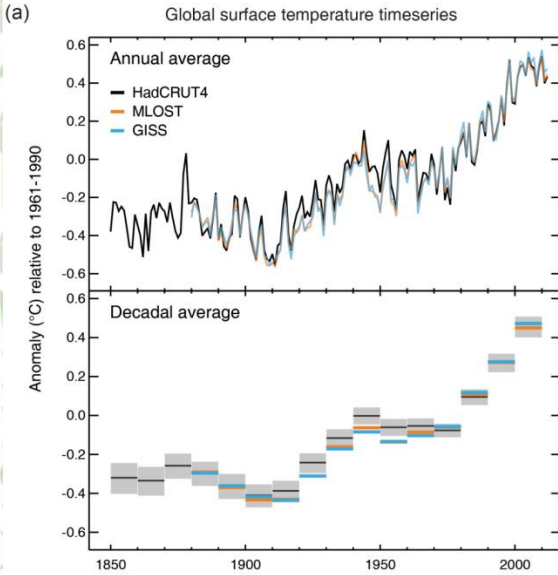 (a)
Global surface temperature timeseries
Anomaly (°C) relative to 1961-1990
Annual average
HadCRUT4
MLOST
GISS
0.6
0.4
0.2
0.0
-0.2
-0.4
-0.6
Decadal average
0.6
0.4
0.2
0.0
-0.2
-0.4
-0.6
1850 1900 1950 2000